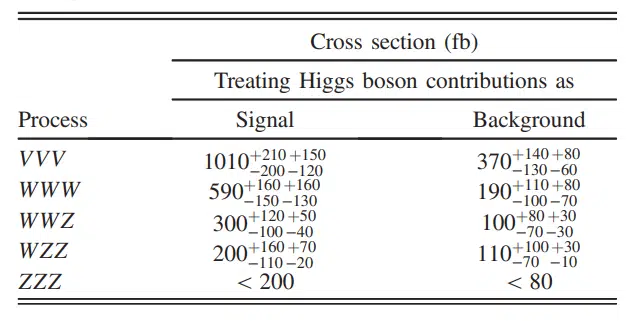 Cross section (fb)
Treating Higgs boson contributions as
Process Signal Background
VVV 1010+210+150−200−120 370+140+80−130−60
WWW 590+160+160−150−130 190+110+80−100−70
WWZ 300+120+50−100−40 100+80+30−70−30
WZZ 200+160+70−110−20 110+100+30−70−10
ZZZ < 200 < 80